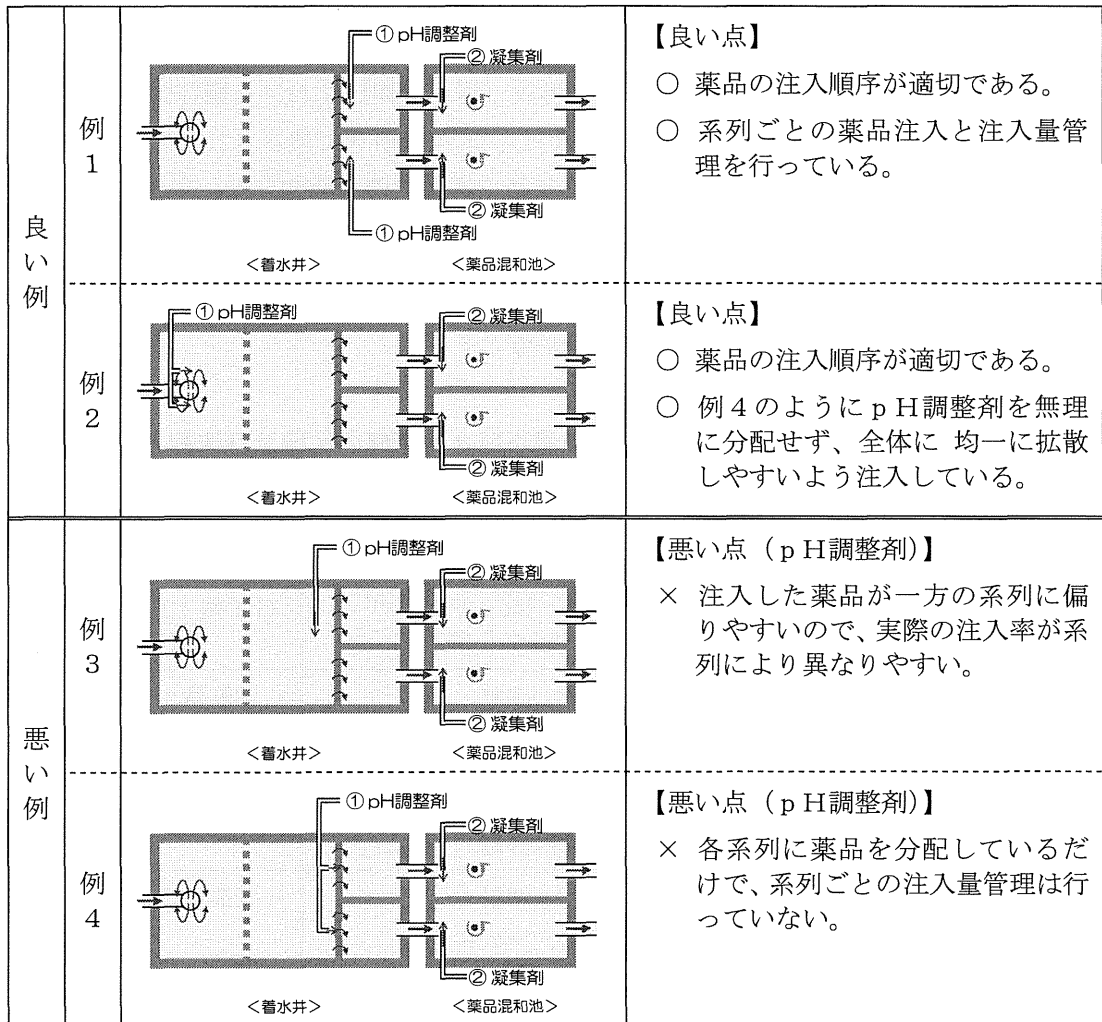 良い例
例1
① pH調整剤
② 凝集剤
② 凝集剤
① pH調整剤
<着水井>
<薬品混和池>
【良い点】
○ 薬品の注入順序が適切である。
○ 系列ごとの薬品注入と注入量管
理を行っている。
例2
① pH調整剤
② 凝集剤
② 凝集剤
<着水井>
<薬品混和池>
【良い点】
○ 薬品の注入順序が適切である。
○ 例4のようにpH調整剤を無理
に分配せず、全体に 均一に拡散
しやすいよう注入している。
悪い例
例3
① pH調整剤
② 凝集剤
② 凝集剤
<着水井>
<薬品混和池>
【悪い点（pH調整剤）】
× 注入した薬品が一方の系列に偏
りやすいので、実際の注入率が系
列により異なりやすい。
例4
① pH調整剤
② 凝集剤
② 凝集剤
<着水井>
<薬品混和池>
【悪い点（pH調整剤）】
× 各系列に薬品を分配しているだ
けで、系列ごとの注入量管理は行
っていない。